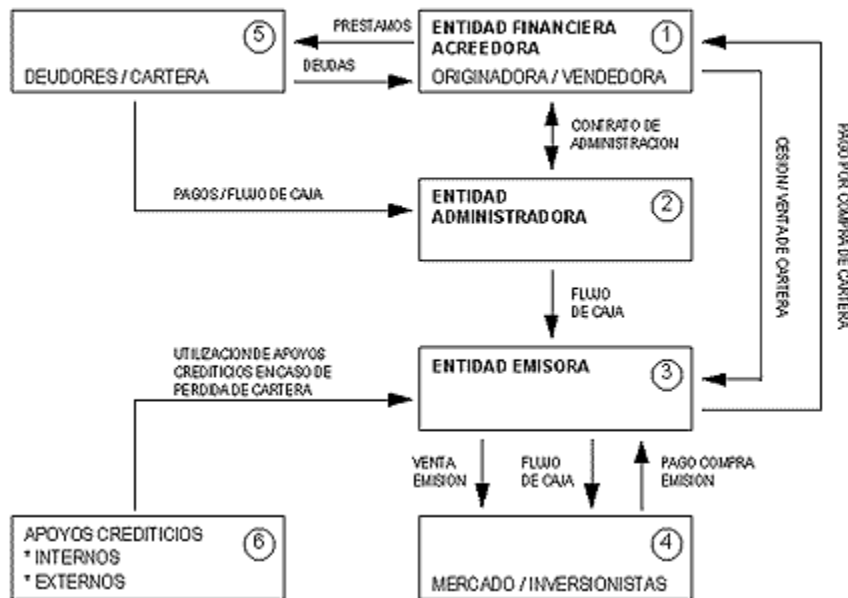 5
DEUDORES / CARTERA
PRESTAMOS
DEUDAS
ENTIDAD FINANCIERA
ACREEDORA
1
ORIGINADORA / VENDEDORA
CONTRATO DE
ADMINISTRACION
PAGOS / FLUJO DE CAJA
ENTIDAD
ADMINISTRADORA
2
CESION / VENTA DE CARTERA
PAGO POR COMPRA DE CARTERA
FLUJO
DE CAJA
UTILIZACION DE APOYOS
CREDITICIOS EN CASO DE
PERDIDA DE CARTERA
ENTIDAD EMISORA
3
VENTA
EMISION
FLUJO
DE CAJA
PAGO COMPRA
EMISION
APOYOS CREDITICIOS
* INTERNOS
* EXTERNOS
6
4
MERCADO / INVERSIONISTAS